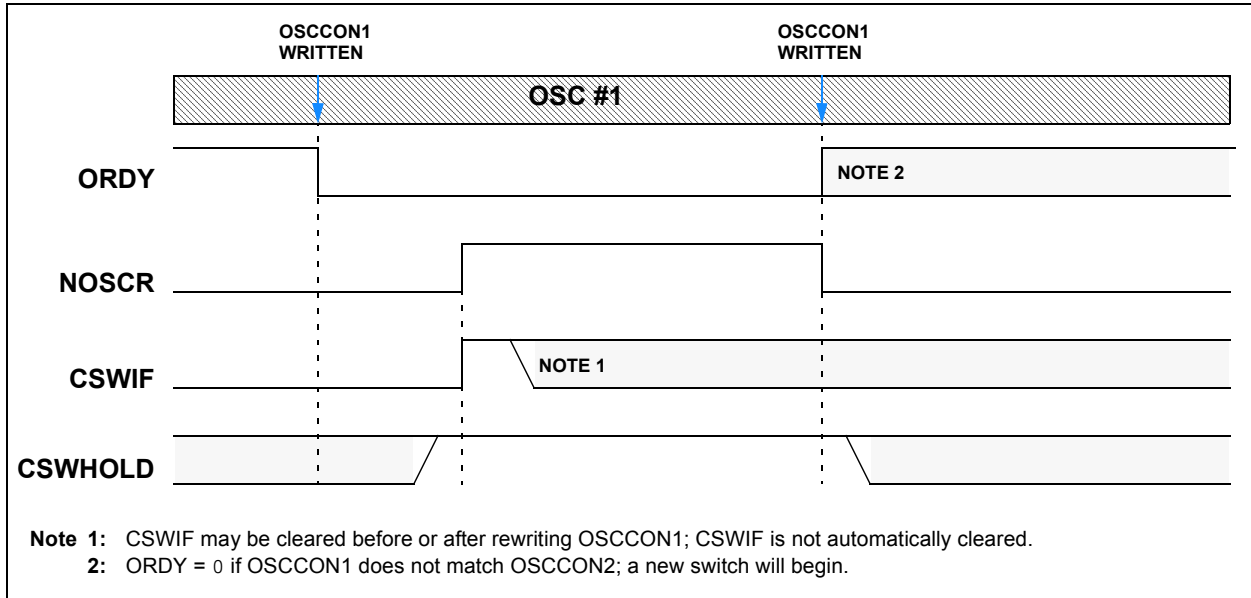 OSCCON1
WRITTEN
OSCCON1
WRITTEN
OSC #1
ORDY
NOTE 2
NOSCR
CSWIF
NOTE 1
CSWHOLD
Note 1: CSWIF may be cleared before or after rewriting OSCCON1; CSWIF is not automatically cleared.
2: ORDY = 0 if OSCCON1 does not match OSCCON2; a new switch will begin.